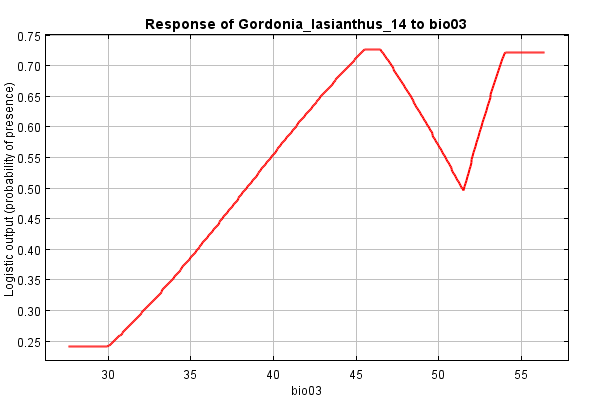 Response of Gordonia_lasianthus_14 to bio03
Logistic output (probability of presence)
0.75
0.70
0.65
0.60
0.55
0.50
0.45
0.40
0.35
0.30
0.25
30 35 40 45 50 55
bio03